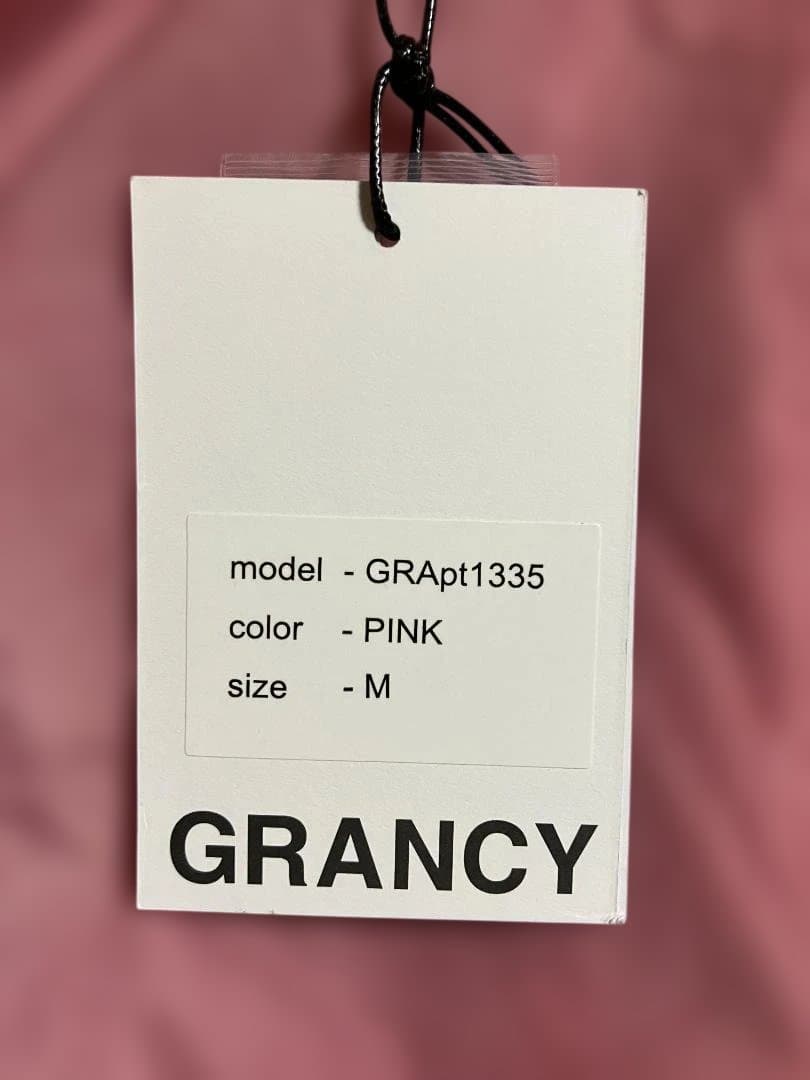 model - GRApt1335
color - PINK
size - M
GRANCY